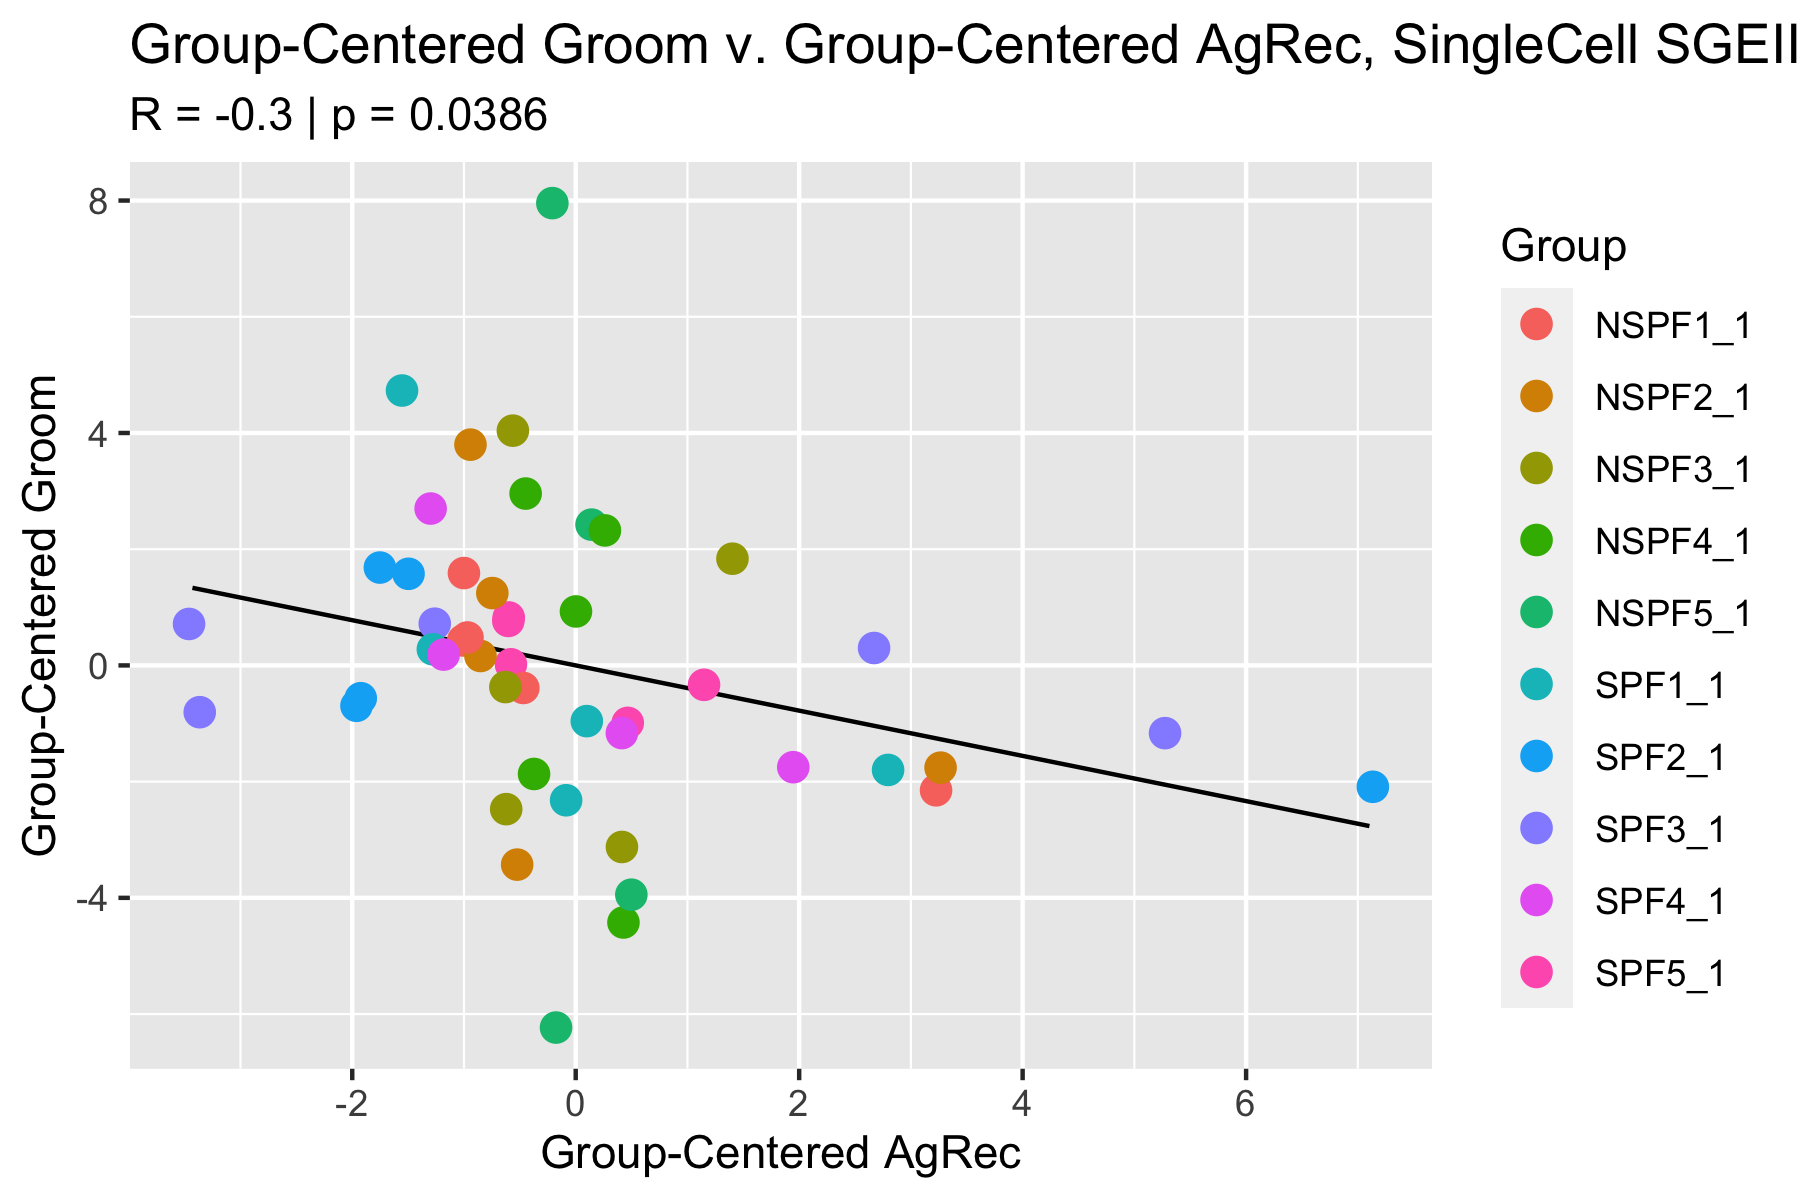 Group-Centered Groom v. Group-Centered AgRec, SingleCell SGEII
R = -0.3 | p = 0.0386
Group-Centered Groom
8
4
0
-4
-2
0
2
4
6
Group-Centered AgRec
Group
NSPF1_1
NSPF2_1
NSPF3_1
NSPF4_1
NSPF5_1
SPF1_1
SPF2_1
SPF3_1
SPF4_1
SPF5_1